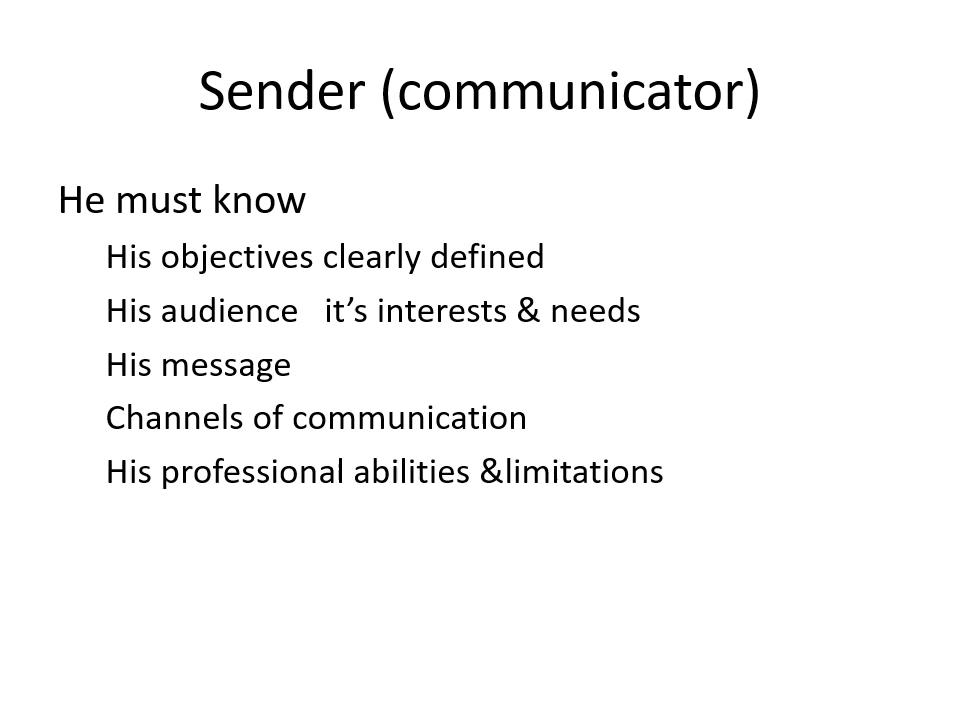 Sender (communicator)
He must know
His objectives clearly defined
His audience   it’s interests & needs
His message
Channels of communication
His professional abilities &limitations